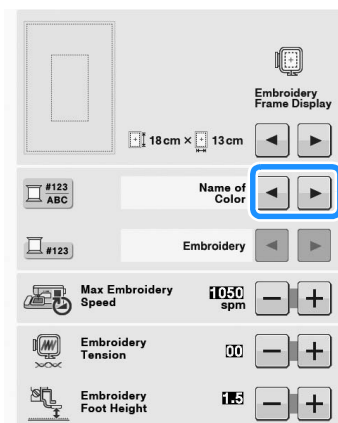 Embroidery
Frame Display
18cm × 13cm
#123
ABC
Name of
Color
#123
Embroidery
Max Embroidery
Speed
1050
spm
Embroidery
Tension
00
Embroidery
Foot Height
1.5